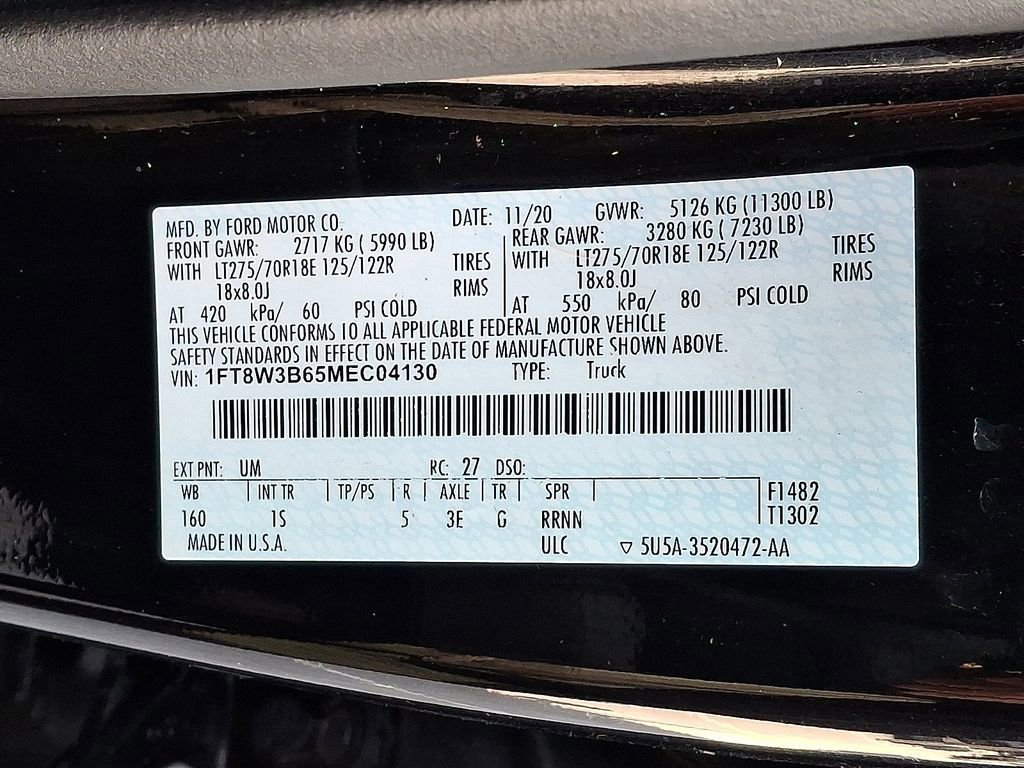 MFD. BY FORD MOTOR CO. DATE: 11/20 GVWR: 5126 KG (11300 LB)
FRONT GAWR: 2717 KG ( 5990 LB) REAR GAWR: 3280 KG ( 7230 LB)
WITH LT275/70R18E 125/122R TIRES WITH LT275/70R18E 125/122R TIRES
18x8.0J RIMS 18x8.0J RIMS
AT 420 kPa/ 60 PSI COLD AT 550 kPa/ 80 PSI COLD
THIS VEHICLE CONFORMS TO ALL APPLICABLE FEDERAL MOTOR VEHICLE
SAFETY STANDARDS IN EFFECT ON THE DATE OF MANUFACTURE SHOWN ABOVE.
VIN: 1FT8W3B65MEC04130 TYPE: Truck
EXT PNT: UM RC: 27 DSO:
WB INT TR TP/PS R AXLE TR SPR F1482
160 1S 5 3E G RRNN T1302
MADE IN U.S.A. ULC ▽ 5U5A-3520472-AA